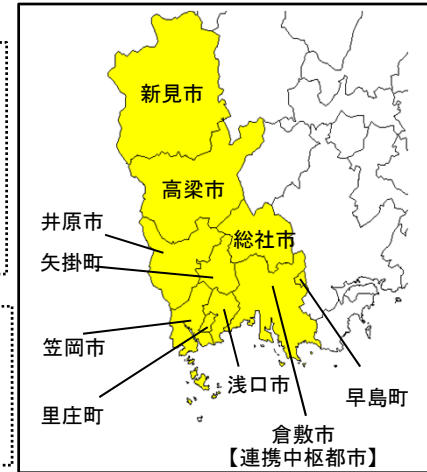 新見市
高梁市
井原市
総社市
矢掛町
笠岡市
浅口市
里庄町
早島町
倉敷市
【連携中枢都市】